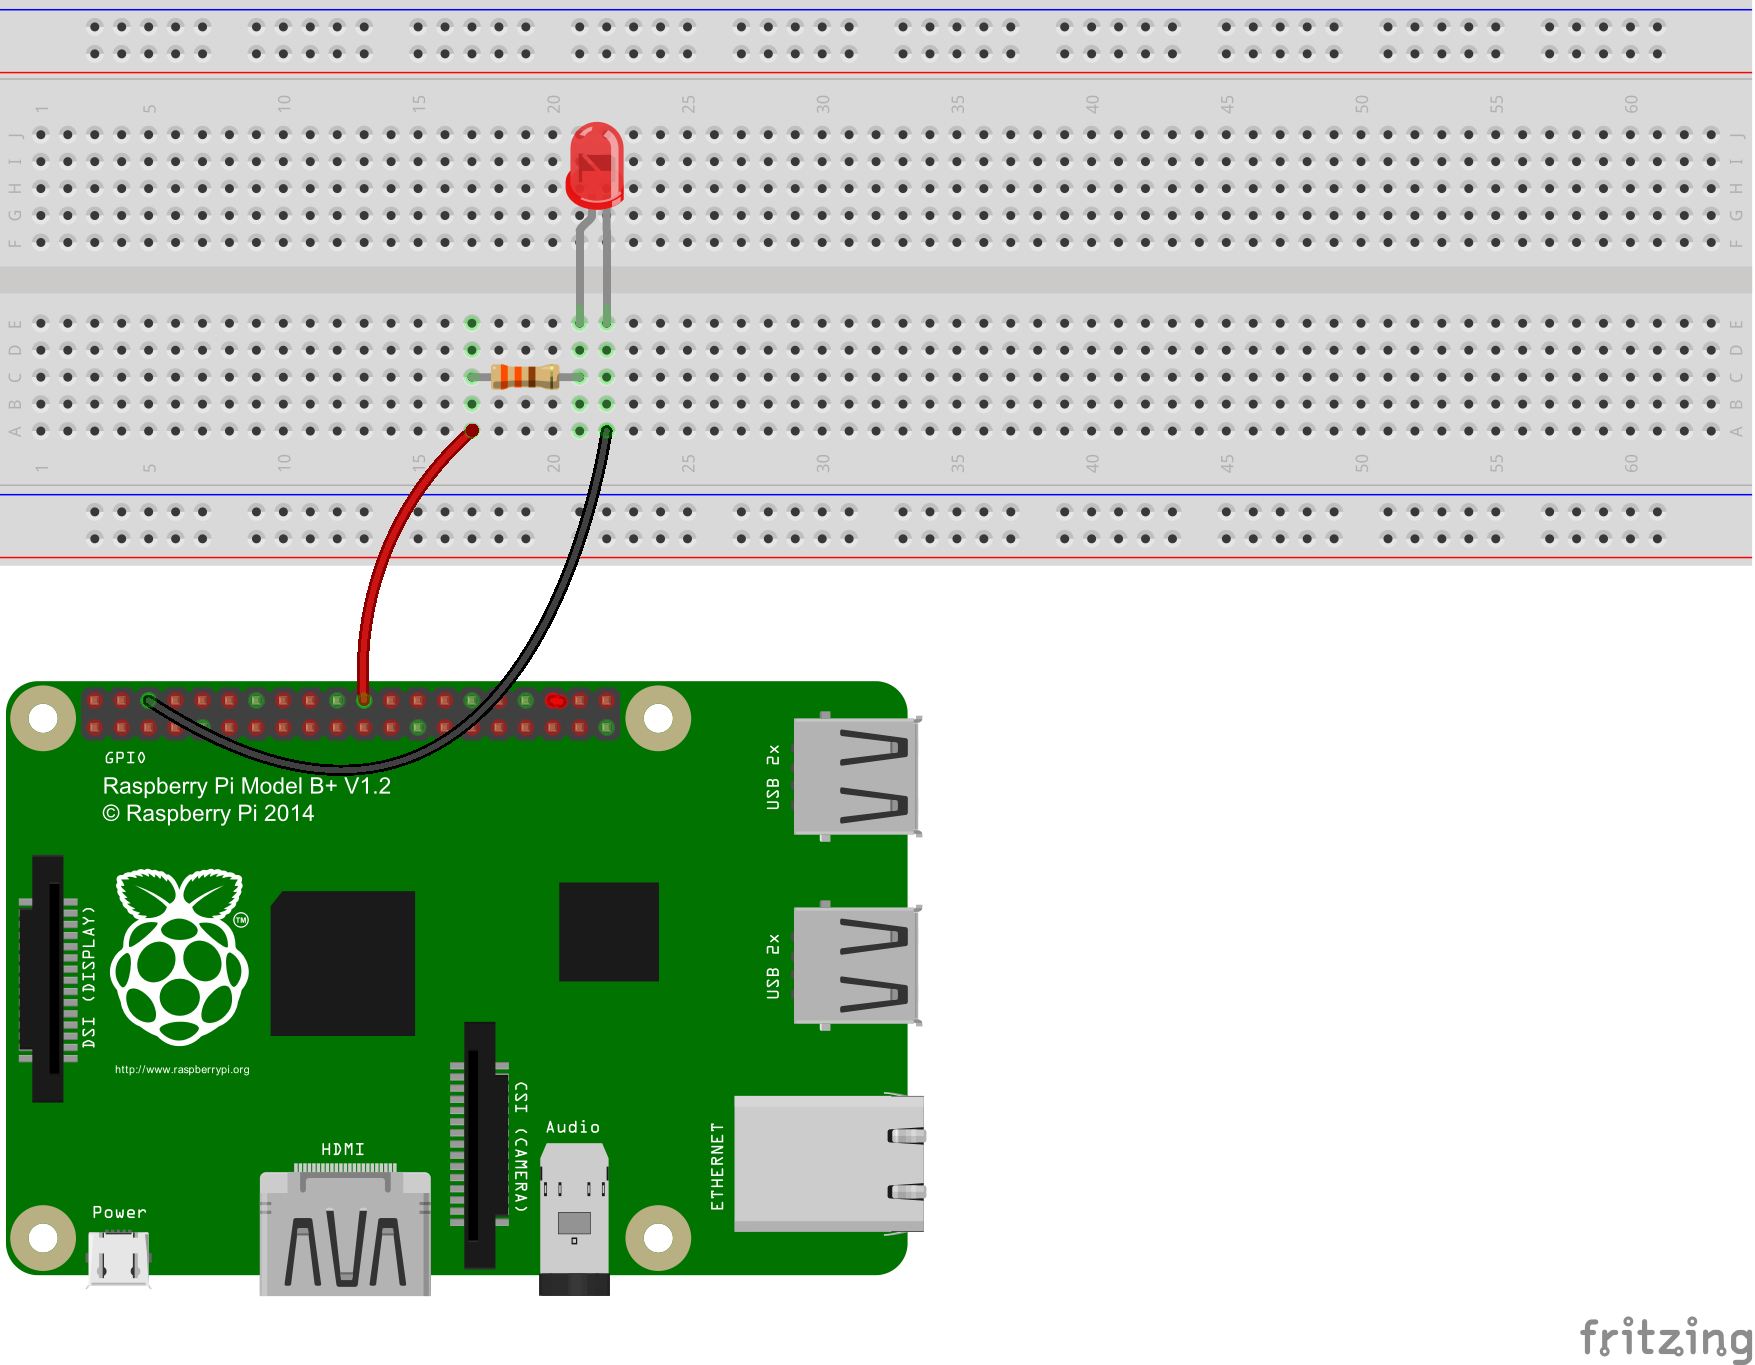 1 5 10 15 20 25 30 35 40 45 50 55 60
J J
I I
H H
G G
F F
E E
D D
C C
B B
A A
1 5 10 15 20 25 30 35 40 45 50 55 60
GPIO
Raspberry Pi Model B+ V1.2
© Raspberry Pi 2014
USB 2x
DSI (DISPLAY)
TM
USB 2x
http://www.raspberrypi.org
CSI (CAMERA)
Audio
ETHERNET
HDMI
Power
fritzing